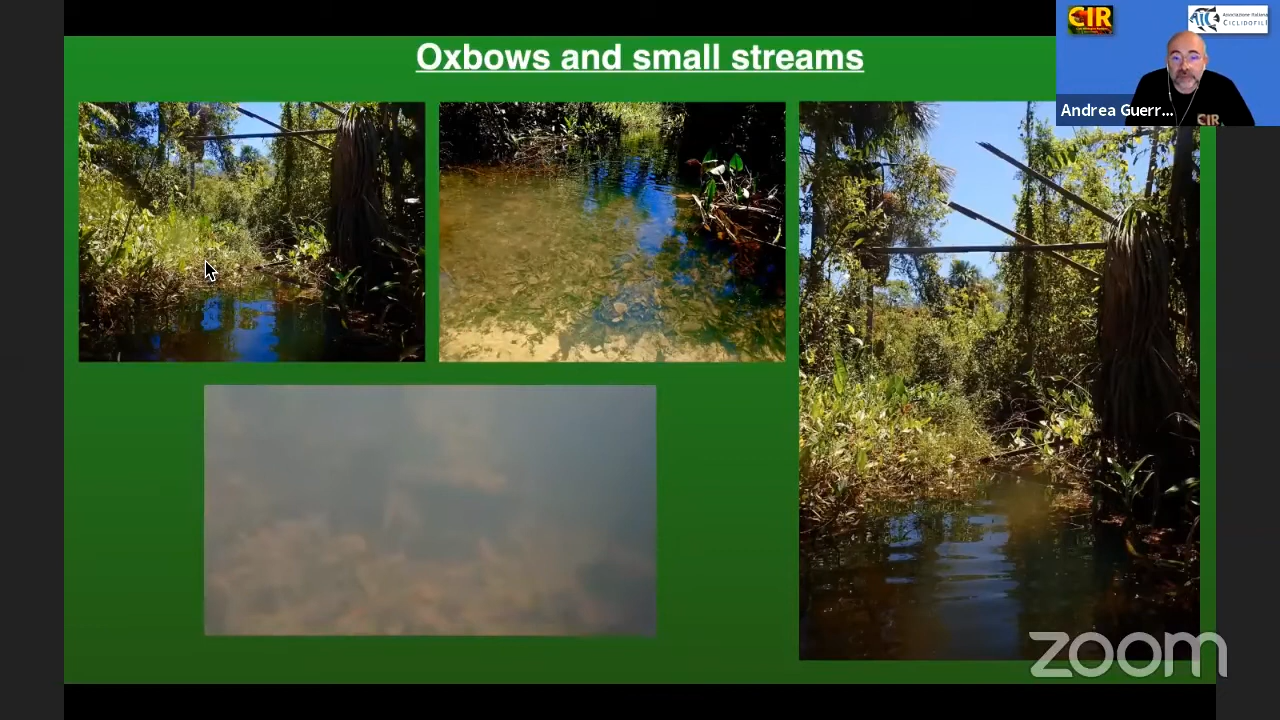 Oxbows and small streams
CIR
Associazione Italiana
CICLIDOFILI
Andrea Guerr...
CIR
zoom